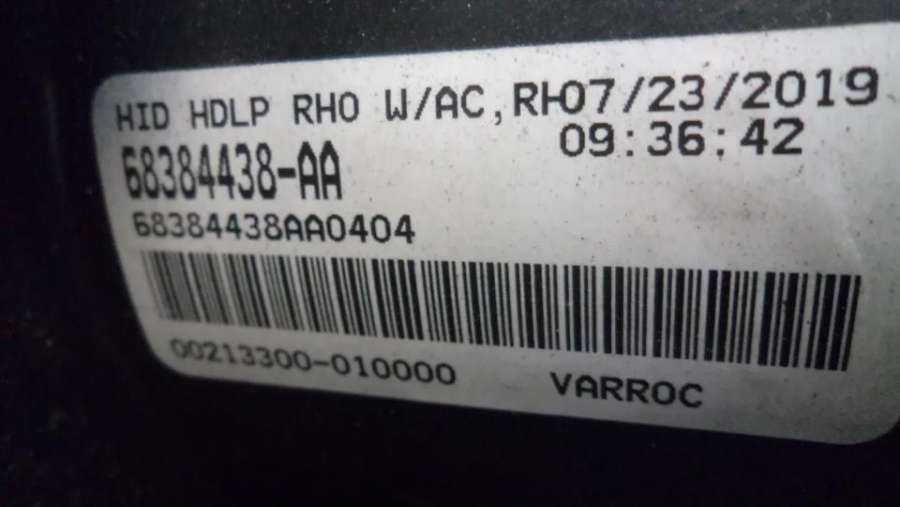 HID HDLP RHO W/AC,RH07/23/2019
09:36:42
68384438-AA
68384438AA0404
00213300-010000 VARROC